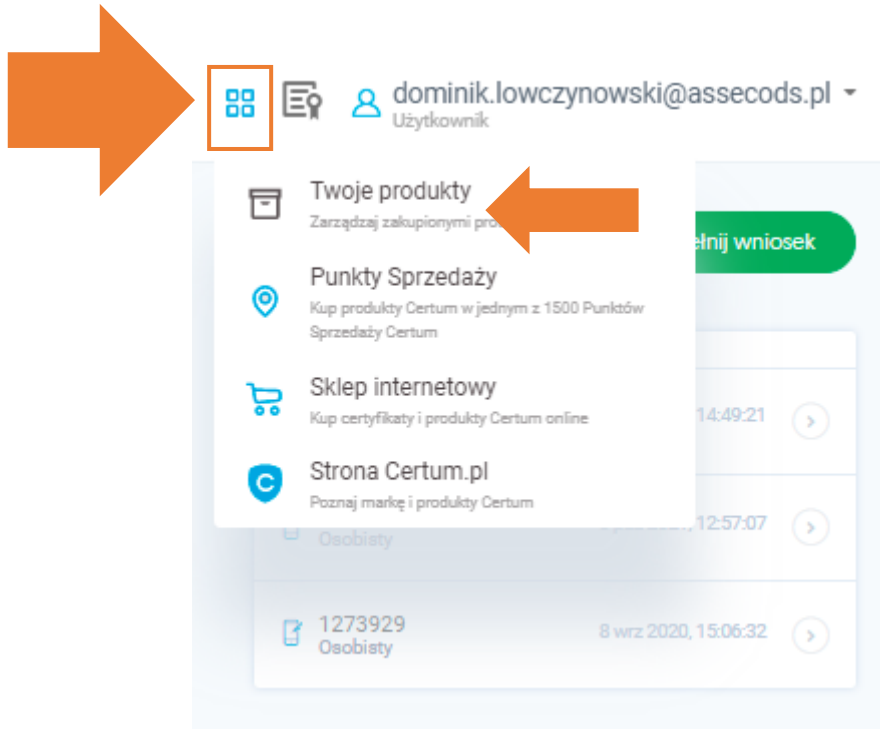 dominik.lowczynowski@assecods.pl
Użytkownik
Twoje produkty
Zarządzaj zakupionymi
wniosek
Punkty Sprzedaży
Kup produkty Certum w jednym z 1500 Punktów
Sprzedaży Certum
Sklep internetowy
Kup certyfikaty i produkty Certum online
14:49:21
Strona Certum.pl
Poznaj markę i produkty Certum
12:57:07
Osobisty
1273929
8 wrz 2020, 15:06:32
Osobisty